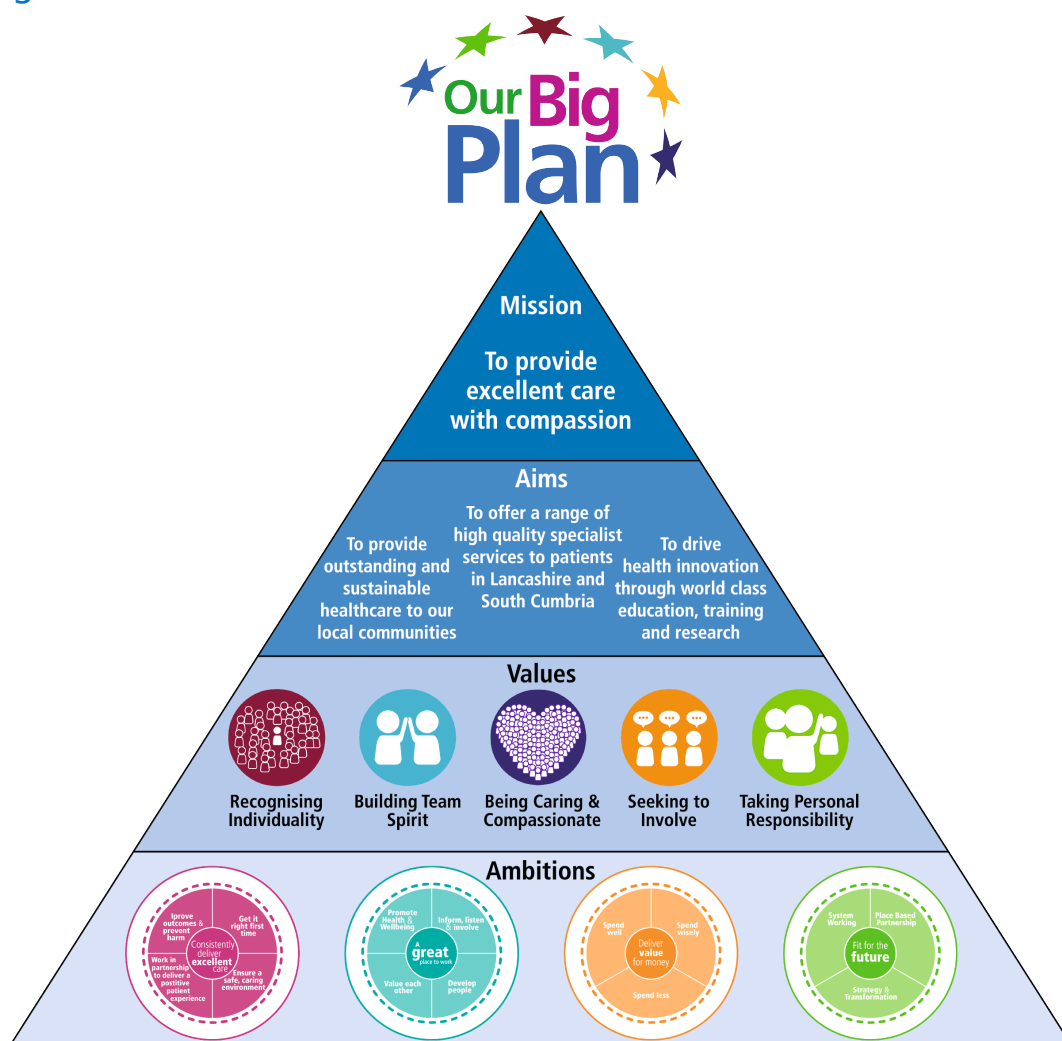 Our Big
Plan
Mission
To provide
excellent care
with compassion
Aims
To provide
outstanding and
sustainable
healthcare to our
local communities
To offer a range of
high quality specialist
services to patients
in Lancashire and
South Cumbria
To drive
health innovation
through world class
education, training
and research
Values
Recognising
Individuality
Building Team
Spirit
Being Caring &
Compassionate
Seeking to
Involve
Taking Personal
Responsibility
Ambitions
Iprove
outcomes &
prevent
harm
Get it
right first
time
Consistently
deliver
excellent
care
Work in
partnership
to deliver a
postitive
patient
experience
Ensure a
safe, caring
environment
Promote
Health &
Wellbeing
Inform, listen
& involve
A
great
place to work
Value each
other
Develop
people
Spend
well
Spend
wisely
Deliver
value
for money
Spend less
System
Working
Place Based
Partnership
Fit for the
future
Strategy &
Transformation